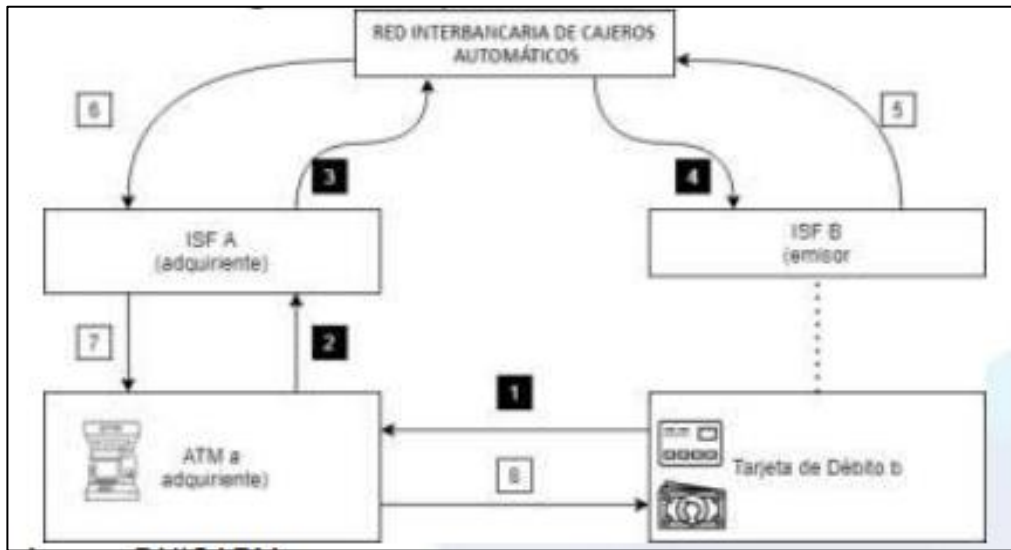 RED INTERBANCARIA DE CAJEROS
AUTOMÁTICOS
6
5
3
4
ISF A
(adquiriente)
ISF B
(emisor
7
2
1
ATM a
adquiriente)
8
Tarjeta de Débito b